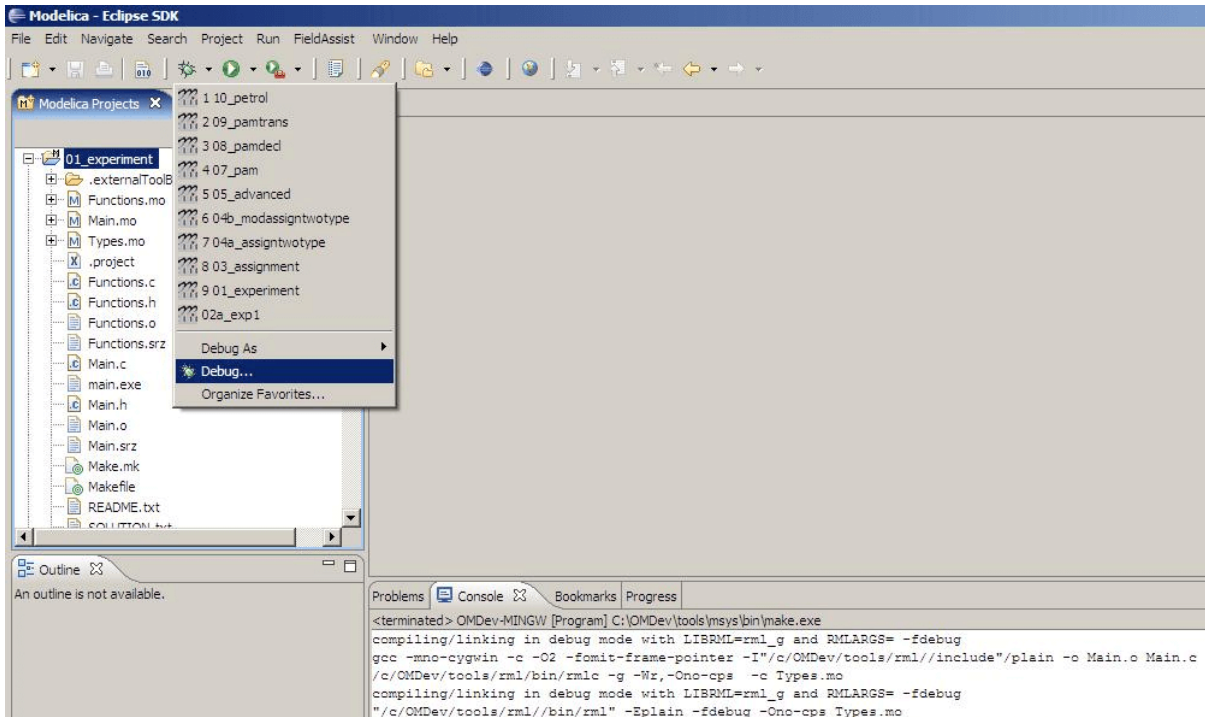 Modelica - Eclipse SDK
File Edit Navigate Search Project Run FieldAssist Window Help
Modelica Projects
1 10_petrol
2 09_pamtrans
3 08_pamdecl
4 07_pam
5 05_advanced
6 04b_modassigntwotype
7 04a_assigntwotype
8 03_assignment
9 01_experiment
02a_exp1
Debug As
Debug...
Organize Favorites...
01_experiment
.externalToolB
Functions.mo
Main.mo
Types.mo
.project
Functions.c
Functions.h
Functions.o
Functions.srz
Main.c
main.exe
Main.h
Main.o
Main.srz
Make.mk
Makefile
README.txt
SOLUTION.txt
Outline
An outline is not available.
Problems Console Bookmarks Progress
<terminated> OMDev-MINGW [Program] C:\OMDev\tools\msys\bin\make.exe
compiling/linking in debug mode with LIBRML=rml_g and RMLARGS= -fdebug
gcc -mno-cygwin -c -O2 -fomit-frame-pointer -I"/c/OMDev/tools/rml//include"/plain -o Main.o Main.c
/c/OMDev/tools/rml/bin/rmlc -g -Wr,-Ono-cps -c Types.mo
compiling/linking in debug mode with LIBRML=rml_g and RMLARGS= -fdebug
"/c/OMDev/tools/rml//bin/rml" -Eplain -fdebug -Ono-cps Types.mo